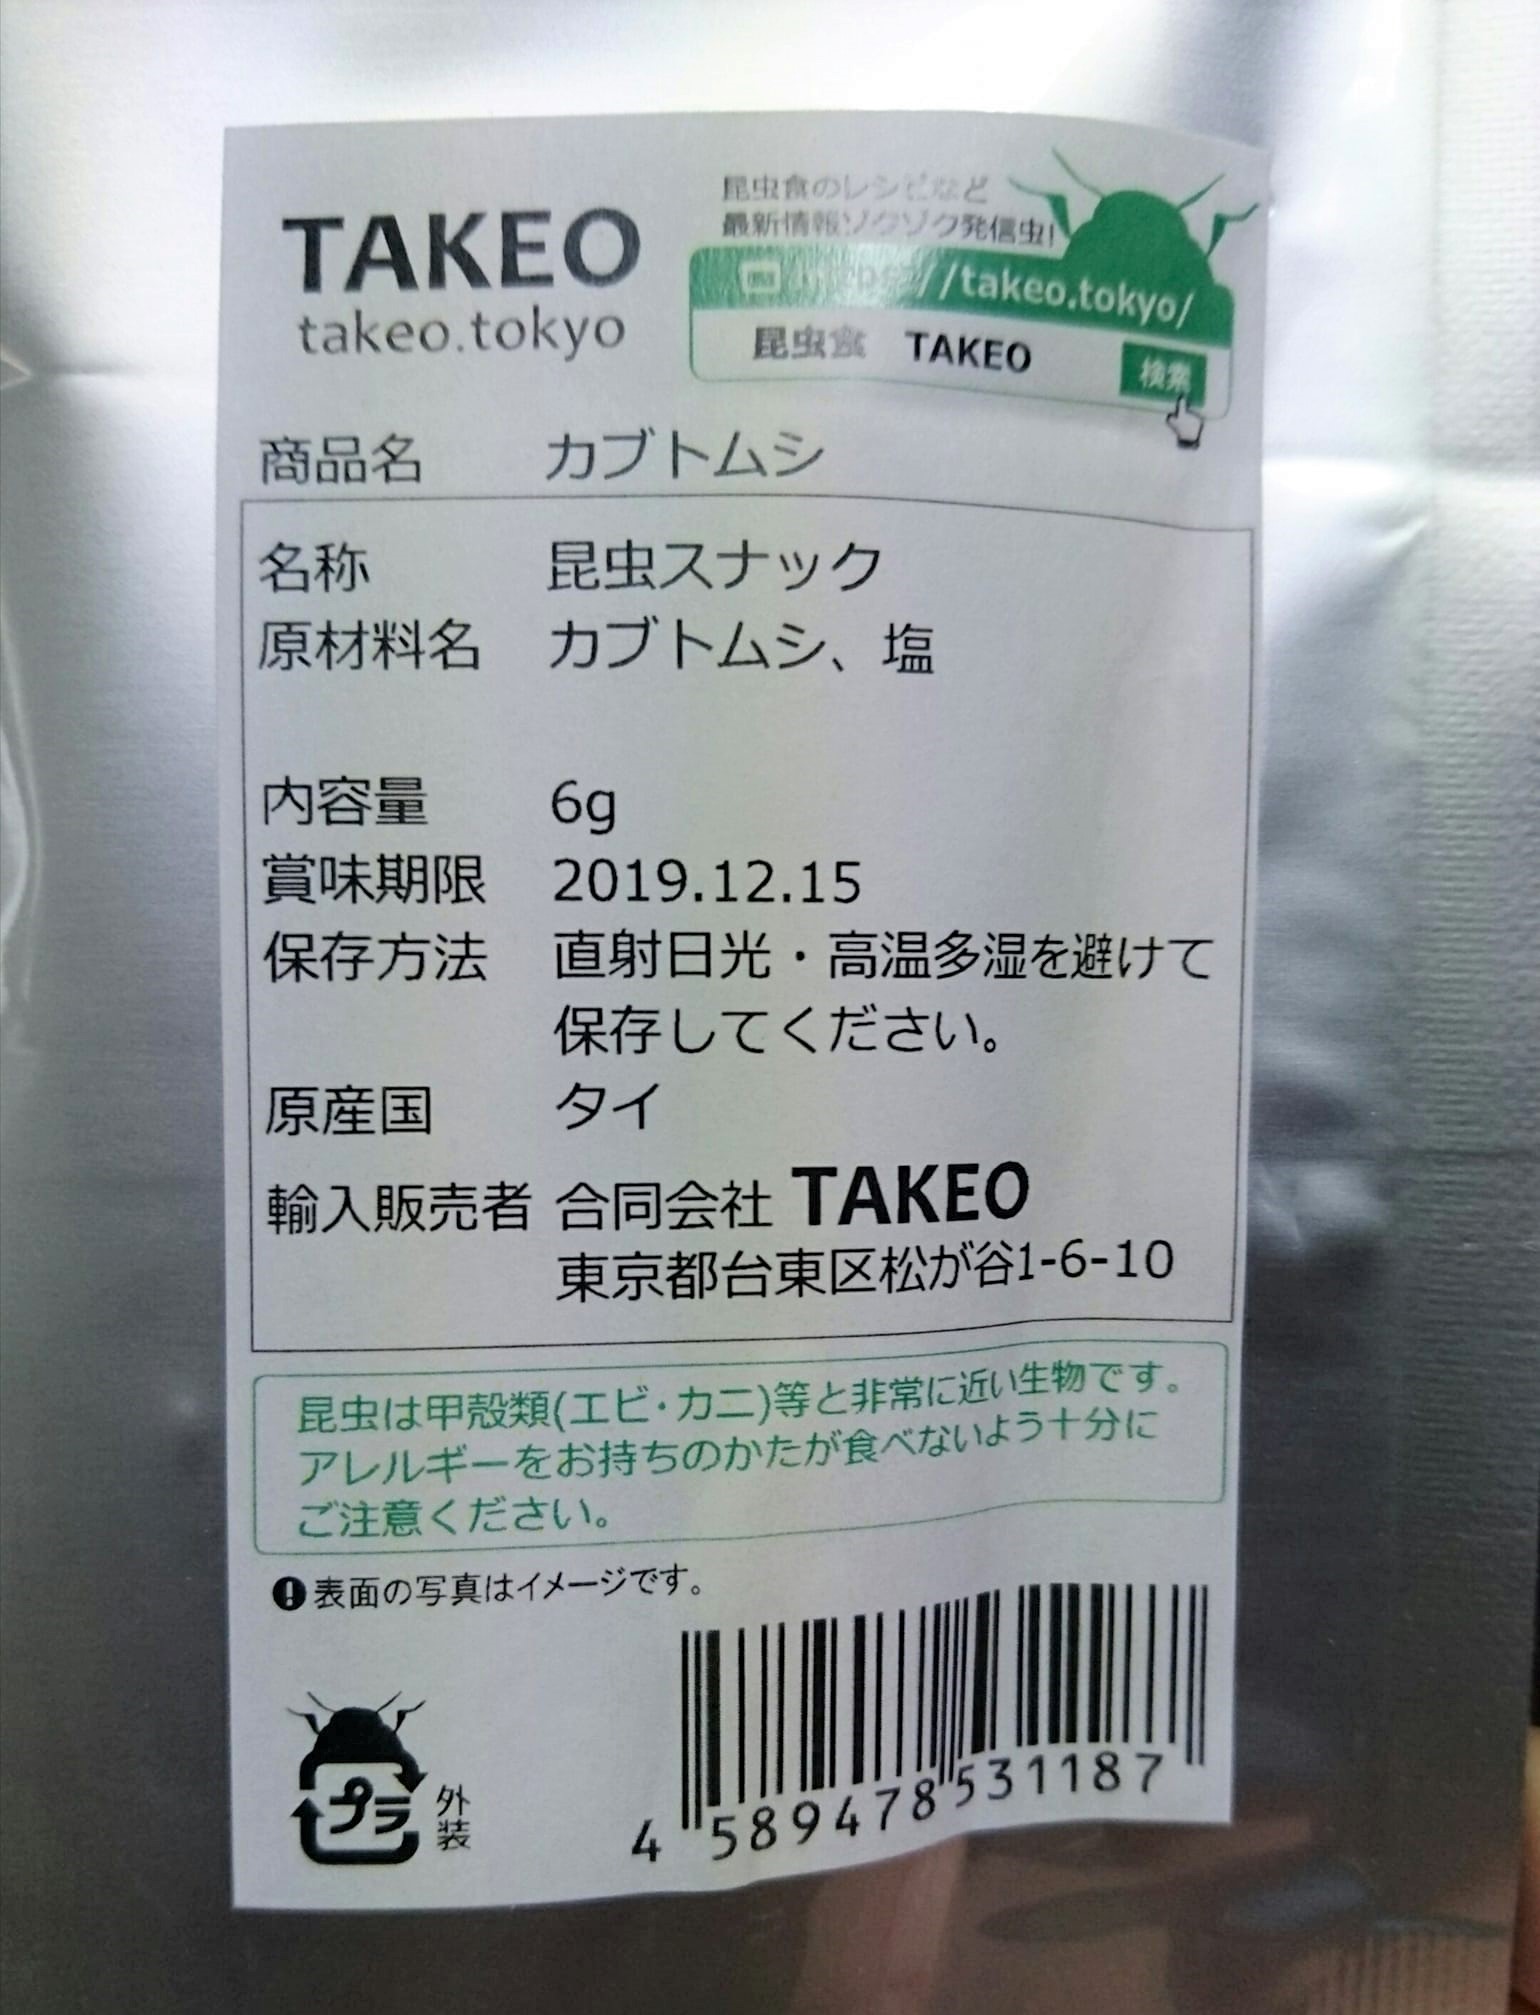 TAKEO
takeo.tokyo
昆虫食のレシピなど
最新情報ゾクゾク発信虫!
https://takeo.tokyo/
昆虫食 TAKEO 検索
商品名 カブトムシ
名称 昆虫スナック
原材料名 カブトムシ、塩
内容量 6g
賞味期限 2019.12.15
保存方法 直射日光・高温多湿を避けて
保存してください。
原産国 タイ
輸入販売者 合同会社 TAKEO
東京都台東区松が谷1-6-10
昆虫は甲殻類(エビ・カニ)等と非常に近い生物です。
アレルギーをお持ちのかたが食べないよう十分に
ご注意ください。
表面の写真はイメージです。
プラ 外装
4 589478 531187